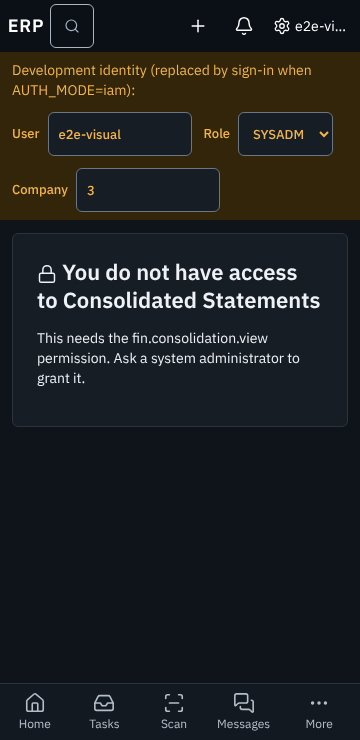 ERP
e2e-vi...
Development identity (replaced by sign-in when
AUTH_MODE=iam):
User e2e-visual Role SYSADM
Company 3
You do not have access
to Consolidated Statements
This needs the fin.consolidation.view
permission. Ask a system administrator to
grant it.
Home Tasks Scan Messages More